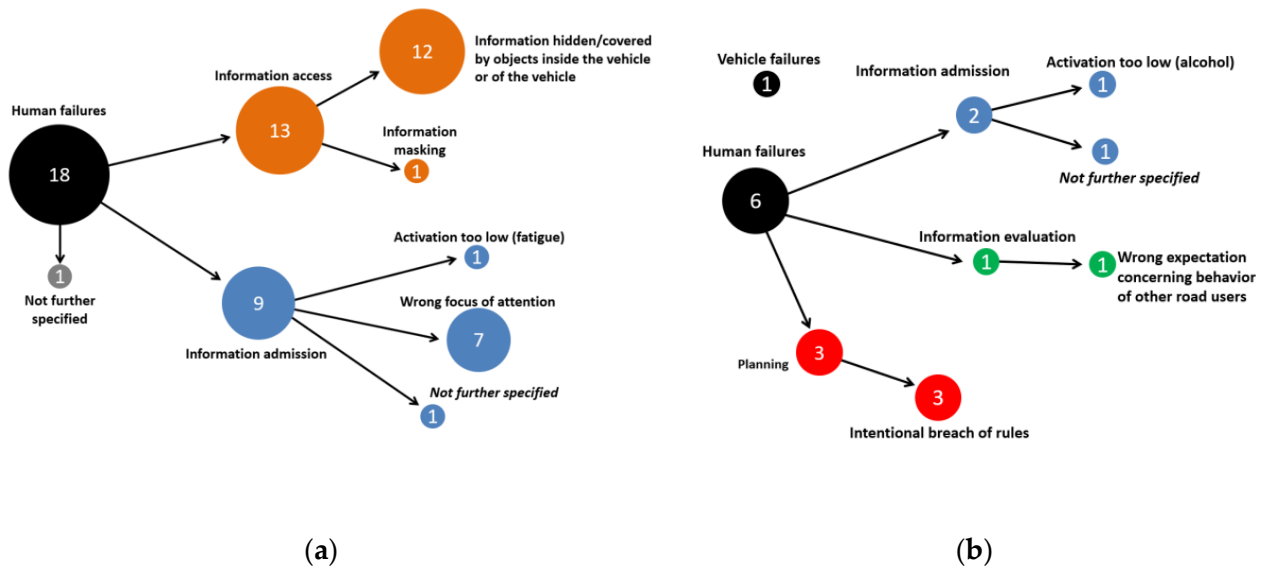 Human failures
18
1
Not further
specified
Information access
13
12
Information hidden/covered
by objects inside the vehicle
or of the vehicle
Information
masking
1
9
Information admission
Activation too low (fatigue)
1
Wrong focus of attention
7
Not further specified
1
(a)
Vehicle failures
1
Human failures
6
Information admission
2
Activation too low (alcohol)
1
1
Not further specified
Information evaluation
1
1
Wrong expectation
concerning behavior
of other road users
Planning
3
3
Intentional breach of rules
(b)